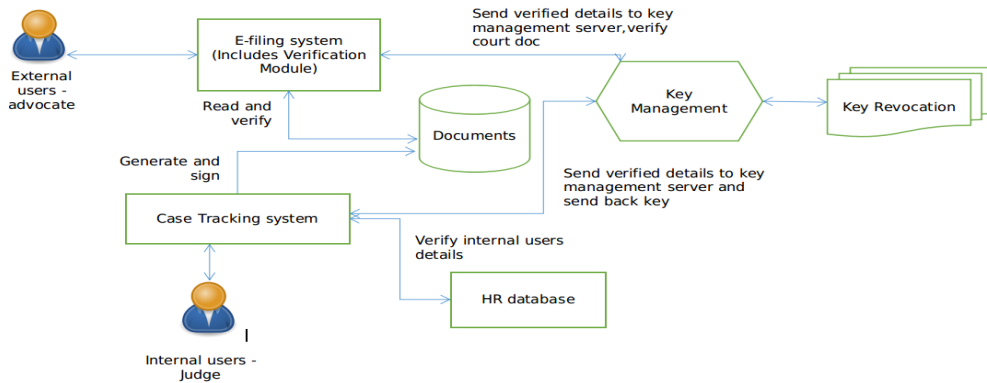 Send verified details to key
management server,verify
court doc
E-filing system
(Includes Verification
Module)
External
users -
advocate
Read and
verify
Key
Management
Key Revocation
Documents
Generate and
sign
Send verified details to key
management server and
send back key
Case Tracking system
Verify internal users
details
HR database
Internal users -
Judge